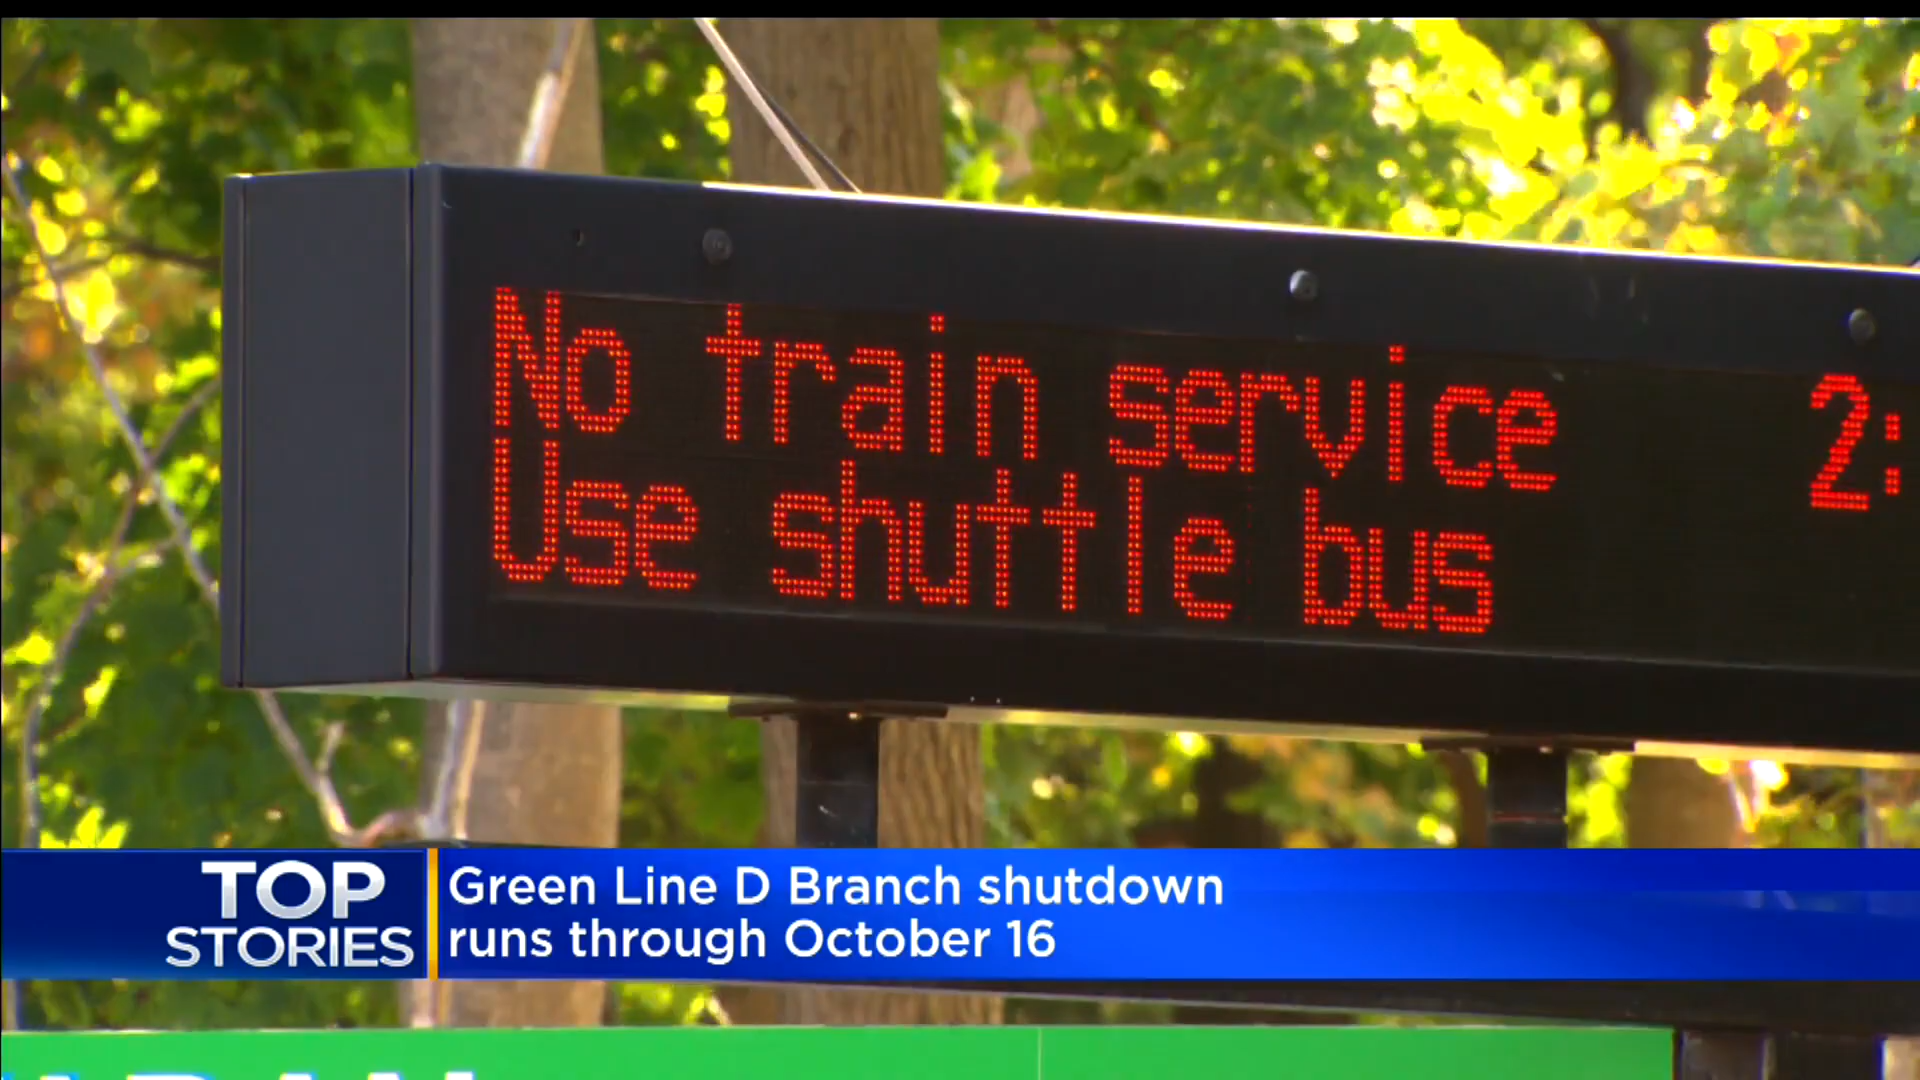 No train service 2:
Use shuttle bus
TOP
STORIES
Green Line D Branch shutdown
runs through October 16